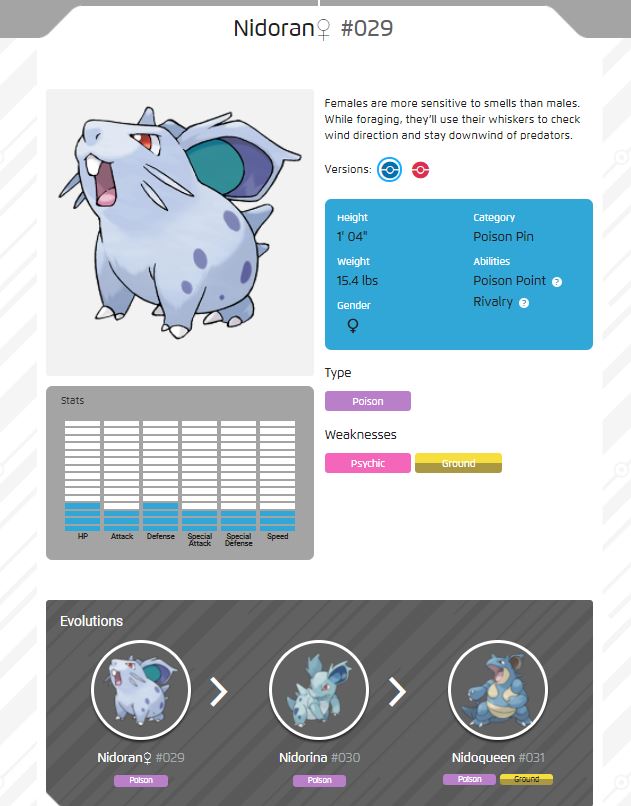 Nidoran♀ #029
Females are more sensitive to smells than males.
While foraging, they'll use their whiskers to check
wind direction and stay downwind of predators.
Versions:
Height
1' 04"
Weight
15.4 lbs
Gender
♀
Category
Poison Pin
Abilities
Poison Point ?
Rivalry ?
Type
Poison
Weaknesses
Psychic
Ground
Stats
HP
Attack
Defense
Special
Attack
Special
Defense
Speed
Evolutions
Nidoran♀ #029
Poison
Nidorina #030
Poison
Nidoqueen #031
Poison
Ground